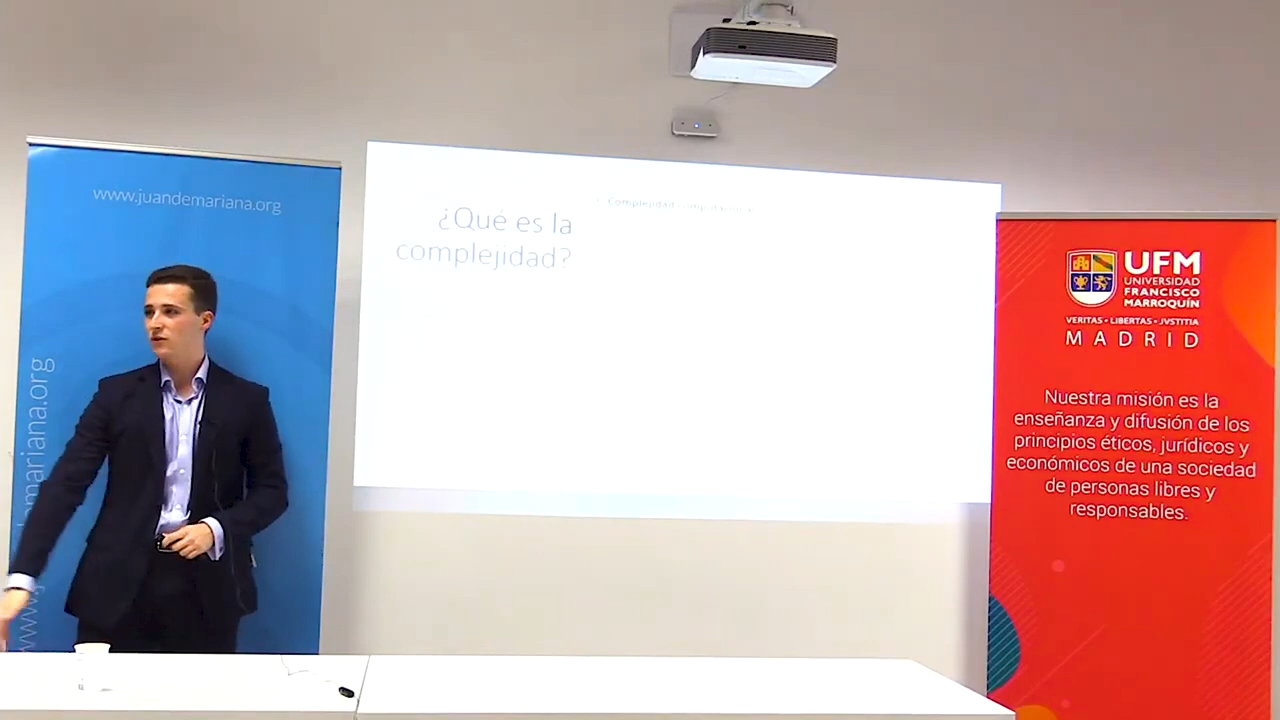 www.juandemariana.org
¿Qué es la
complejidad?
Complejidad
UFM
UNIVERSIDAD
FRANCISCO
MARROQUÍN
VERITAS • LIBERTAS • JVSTITIA
MADRID
Nuestra misión es la
enseñanza y difusión de los
principios éticos, jurídicos y
económicos de una sociedad
de personas libres y
responsables.